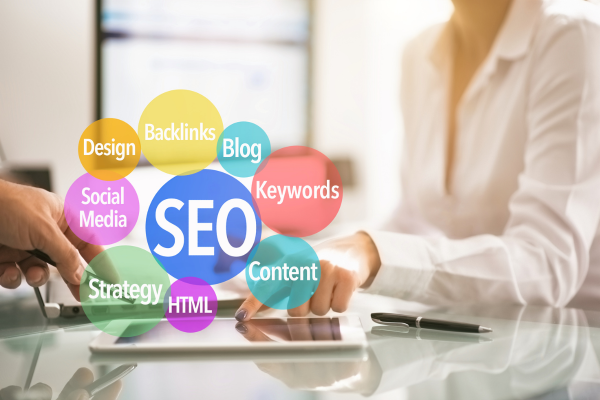 Design
Backlinks
Blog
Social
Media
SEO
Keywords
Strategy
HTML
Content